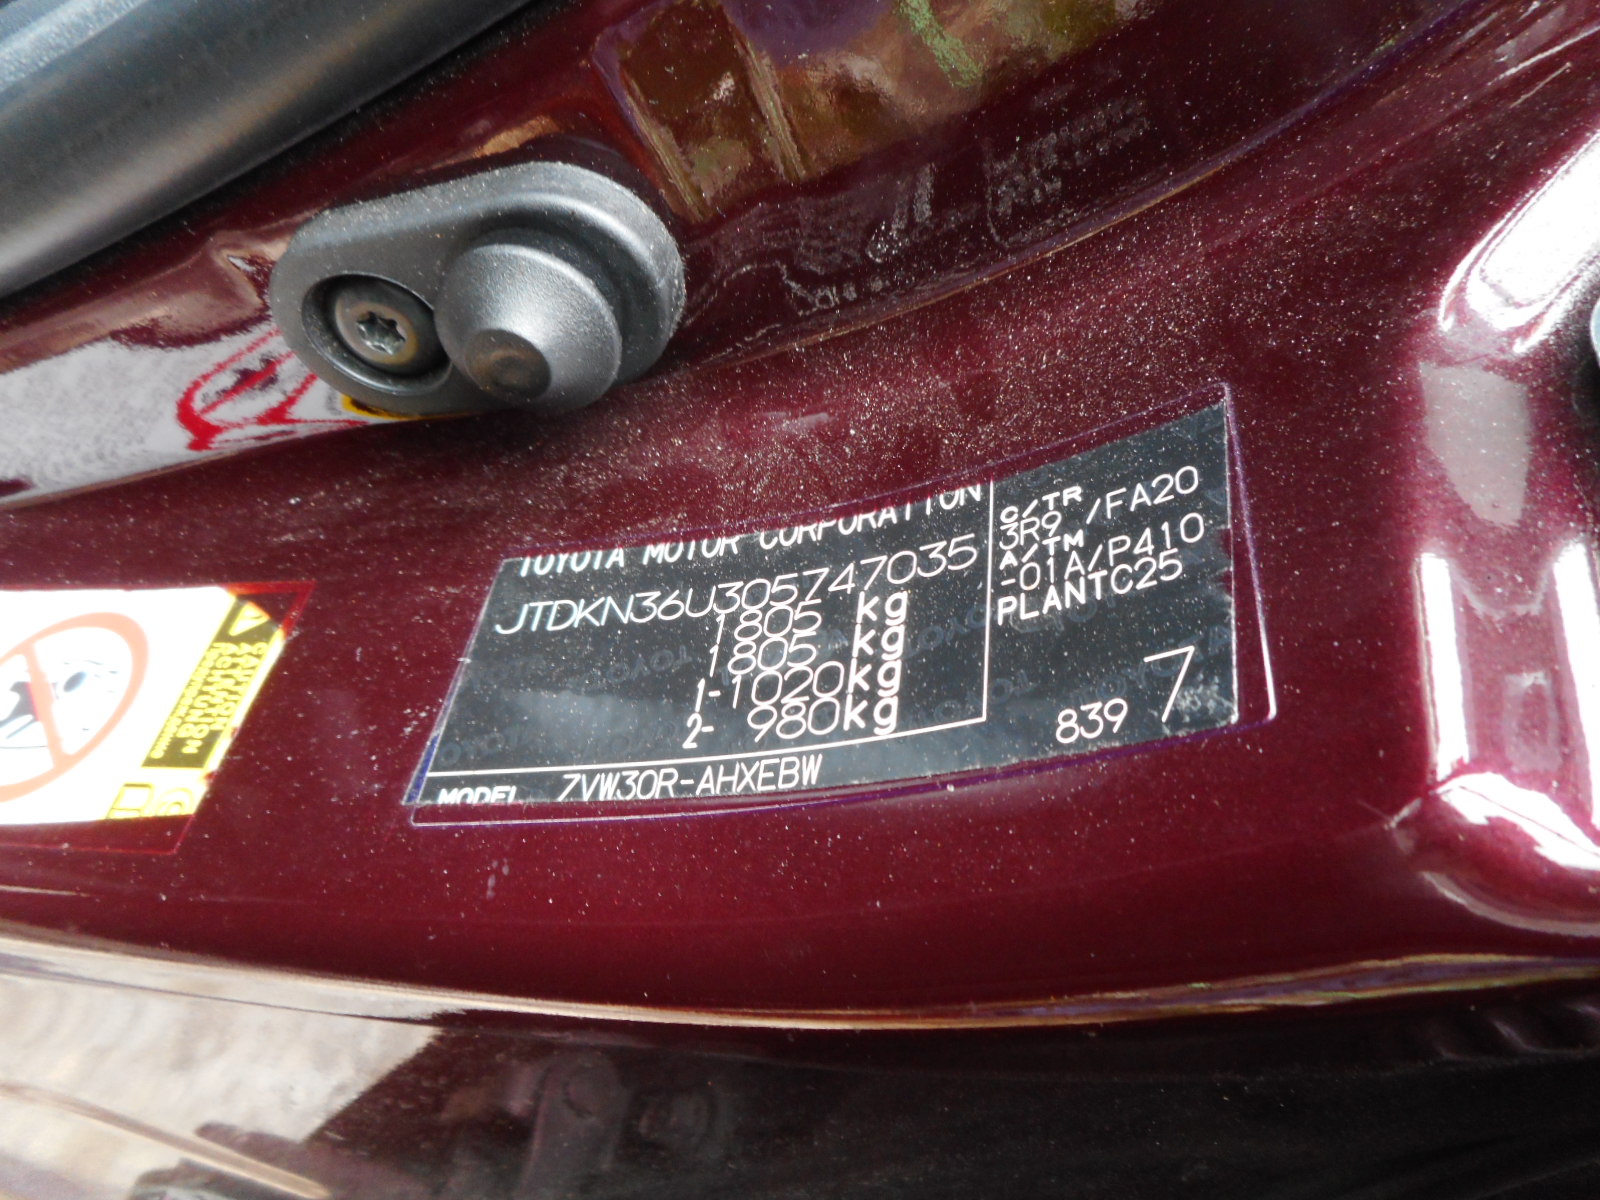 TOYOTA MOTOR CORPORATION
JTDKN36U305747035
1805 kg
1805 kg
1-1020kg
2- 980kg
MODEL 7VW30R-AHXEBW
C/TR
3R9 /FA20
A/TM
-01A/P410
PLANTC25
839 7